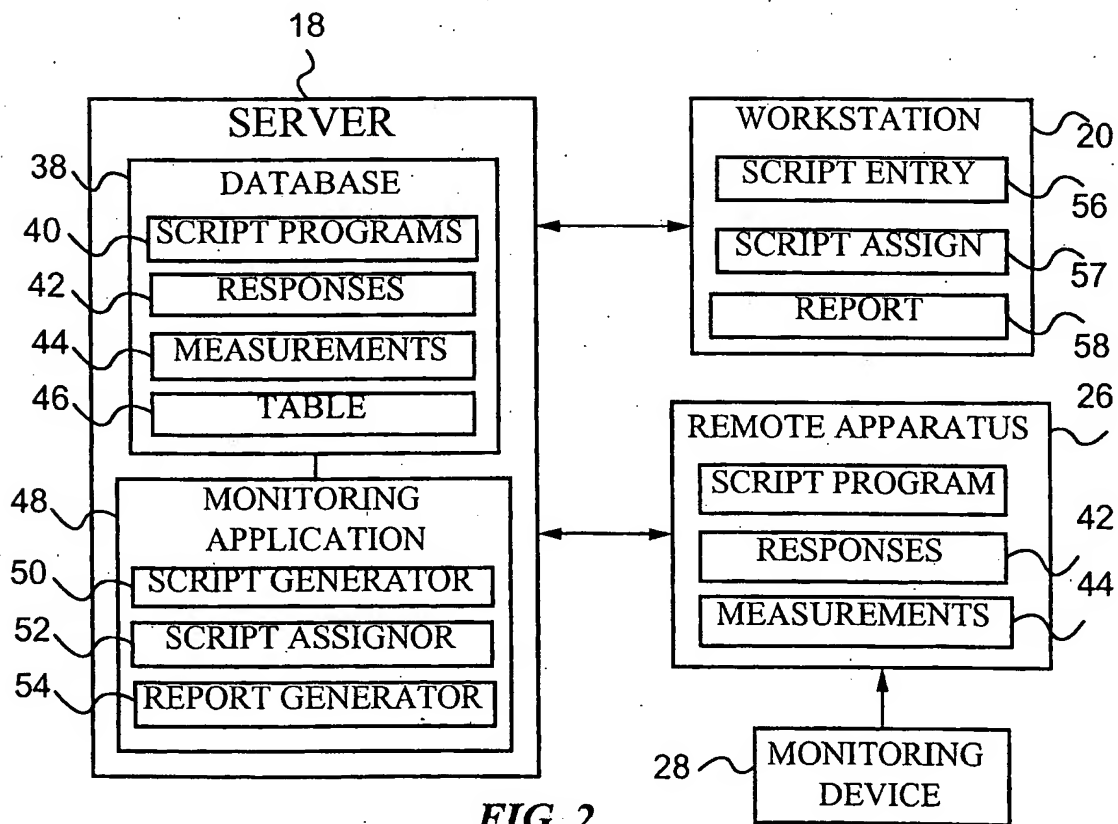 18
SERVER
38
DATABASE
40
SCRIPT PROGRAMS
42
RESPONSES
44
MEASUREMENTS
46
TABLE
48
MONITORING
APPLICATION
50
SCRIPT GENERATOR
52
SCRIPT ASSIGNOR
54
REPORT GENERATOR
WORKSTATION
20
SCRIPT ENTRY
56
SCRIPT ASSIGN
57
REPORT
58
26
REMOTE APPARATUS
SCRIPT PROGRAM
42
RESPONSES
44
MEASUREMENTS
28
MONITORING
DEVICE
FIG. 2